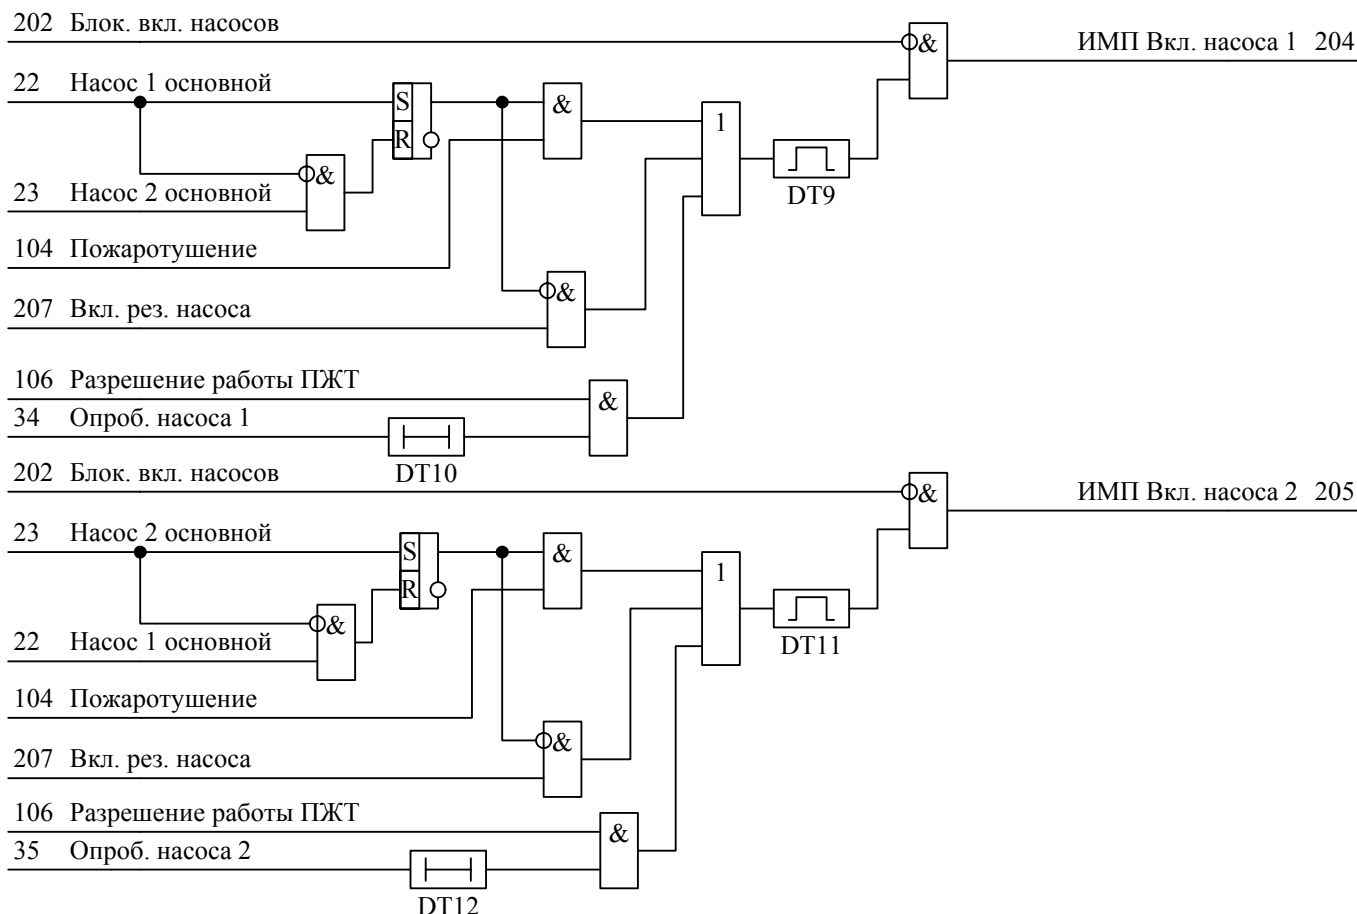 202 Блок. вкл. насосов
&
ИМП Вкл. насоса 1 204
22 Насос 1 основной
S
&
1
R
&
23 Насос 2 основной
DT9
104 Пожаротушение
&
207 Вкл. рез. насоса
106 Разрешение работы ПЖТ
&
34 Опроб. насоса 1
DT10
202 Блок. вкл. насосов
&
ИМП Вкл. насоса 2 205
23 Насос 2 основной
S
&
1
R
&
22 Насос 1 основной
DT11
104 Пожаротушение
&
207 Вкл. рез. насоса
106 Разрешение работы ПЖТ
&
35 Опроб. насоса 2
DT12